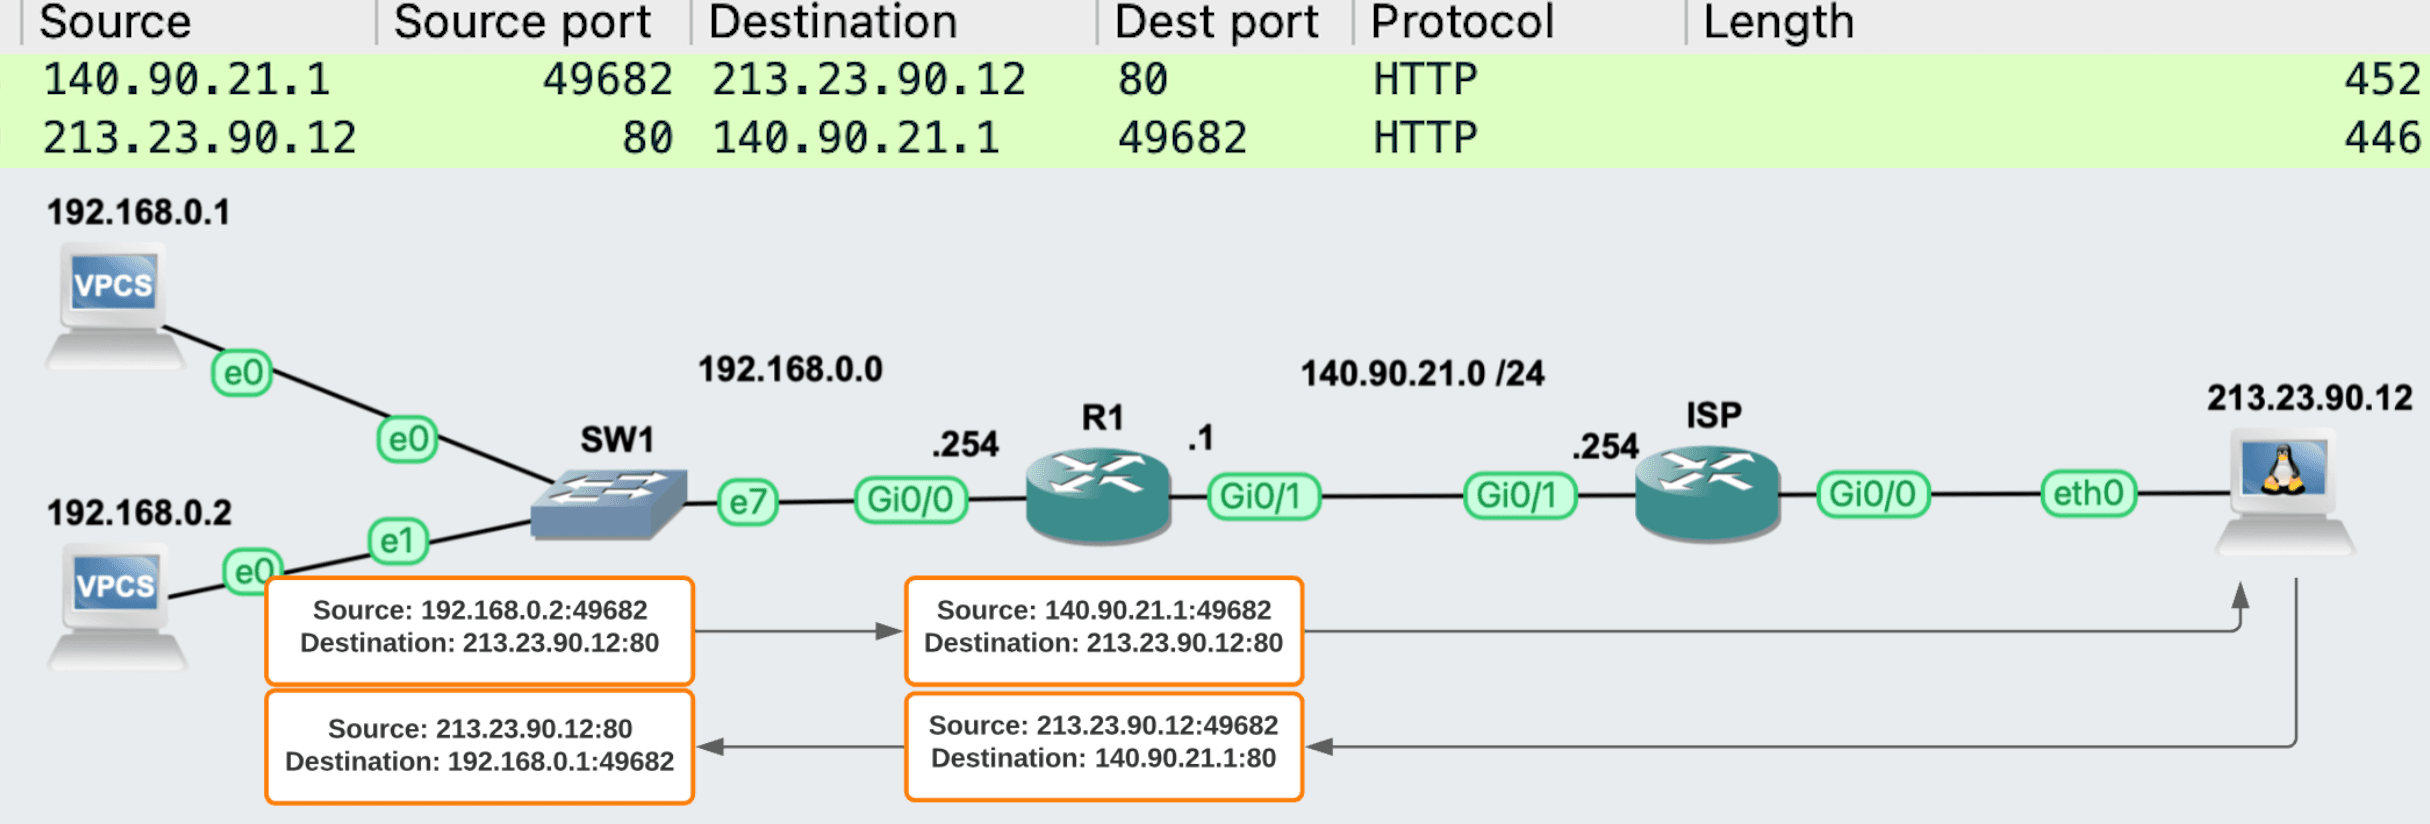 Source Source port Destination Dest port Protocol Length
140.90.21.1 49682 213.23.90.12 80 HTTP 452
213.23.90.12 80 140.90.21.1 49682 HTTP 446
192.168.0.1
VPCS
e0
e0
192.168.0.0
140.90.21.0 /24
213.23.90.12
SW1
R1
ISP
.254
.1
.254
e7
Gi0/0
Gi0/1
Gi0/1
Gi0/0
eth0
192.168.0.2
VPCS
e0
e1
Source: 192.168.0.2:49682
Destination: 213.23.90.12:80
Source: 140.90.21.1:49682
Destination: 213.23.90.12:80
Source: 213.23.90.12:80
Destination: 192.168.0.1:49682
Source: 213.23.90.12:49682
Destination: 140.90.21.1:80